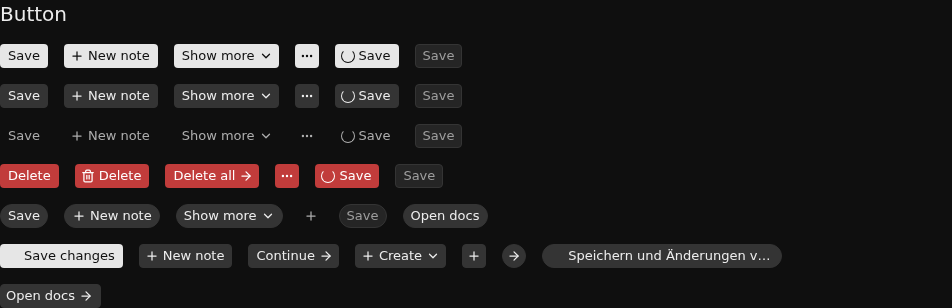 Button
Save New note Show more ... Save Save
Save New note Show more ... Save Save
Save New note Show more ... Save Save
Delete Delete Delete all ... Save Save
Save New note Show more Save Open docs
Save changes New note Continue Create Speichern und Änderungen v...
Open docs